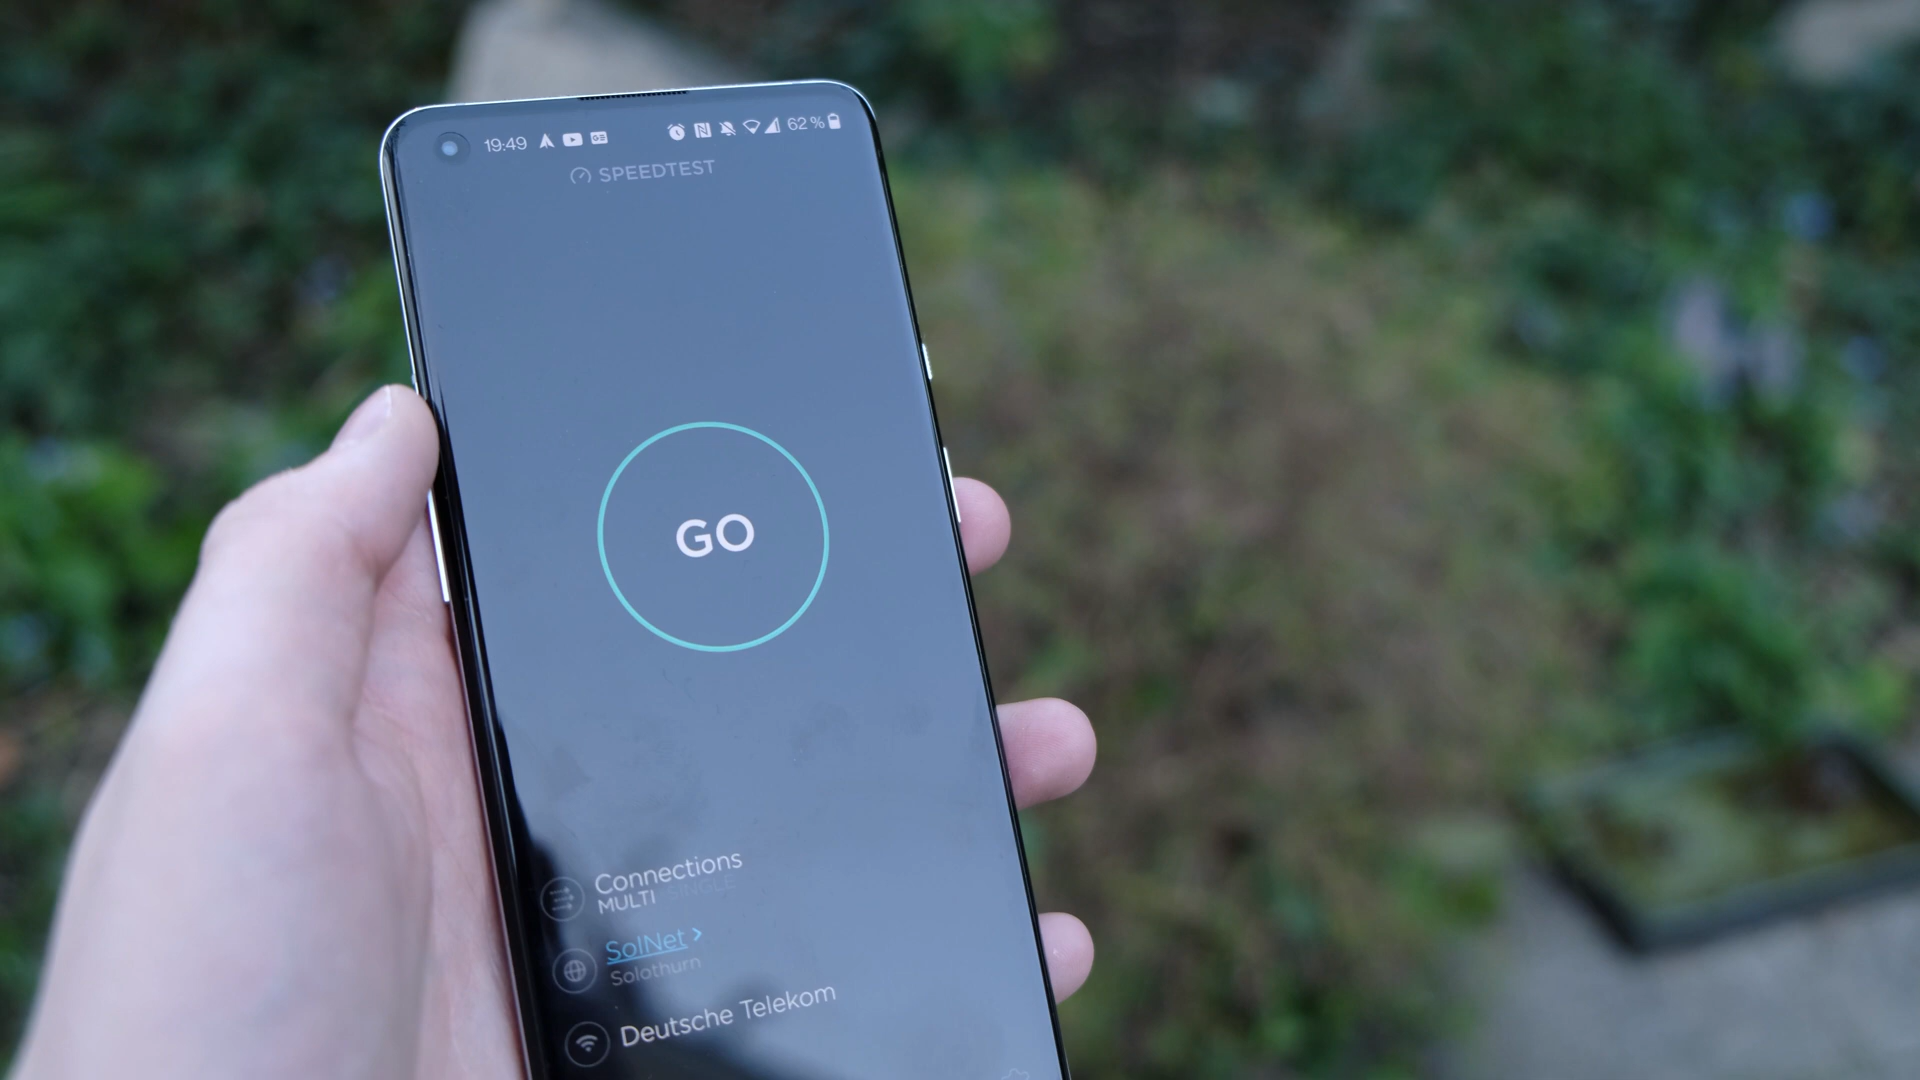 19:49 62 %
SPEEDTEST
GO
Connections
MULTI SINGLE
SolNet >
Solothurn
Deutsche Telekom